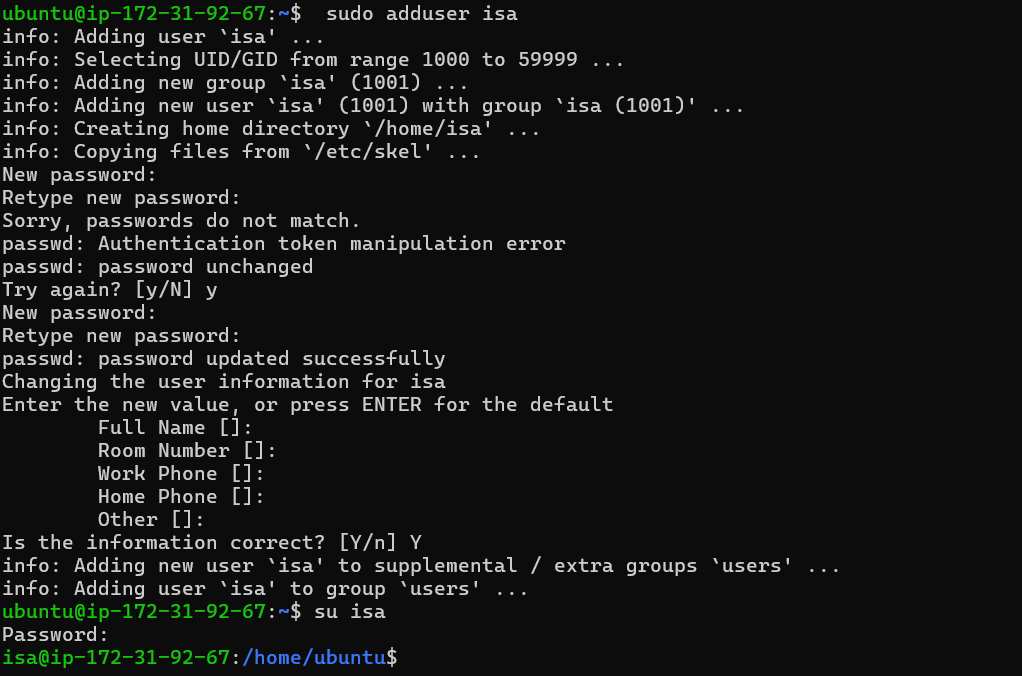 ubuntu@ip-172-31-92-67:~$  sudo adduser isa
info: Adding user `isa' ...
info: Selecting UID/GID from range 1000 to 59999 ...
info: Adding new group `isa' (1001) ...
info: Adding new user `isa' (1001) with group `isa (1001)' ...
info: Creating home directory `/home/isa' ...
info: Copying files from `/etc/skel' ...
New password:
Retype new password:
Sorry, passwords do not match.
passwd: Authentication token manipulation error
passwd: password unchanged
Try again? [y/N] y
New password:
Retype new password:
passwd: password updated successfully
Changing the user information for isa
Enter the new value, or press ENTER for the default
        Full Name []:
        Room Number []:
        Work Phone []:
        Home Phone []:
        Other []:
Is the information correct? [Y/n] Y
info: Adding new user `isa' to supplemental / extra groups `users' ...
info: Adding user `isa' to group `users' ...
ubuntu@ip-172-31-92-67:~$ su isa
Password:
isa@ip-172-31-92-67:/home/ubuntu$